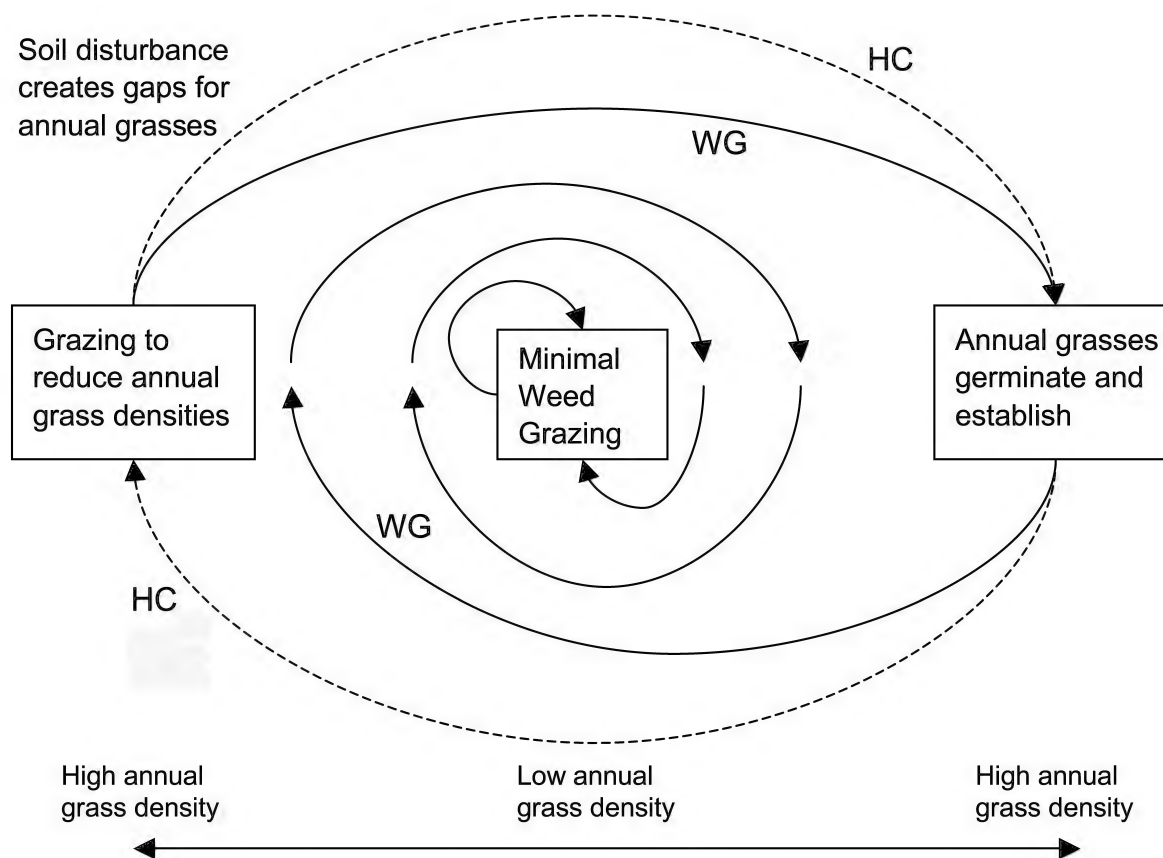 Soil disturbance
creates gaps for
annual grasses
HC
WG
Grazing to
reduce annual
grass densities
Minimal
Weed
Grazing
Annual grasses
germinate and
establish
WG
HC
High annual
grass density
Low annual
grass density
High annual
grass density